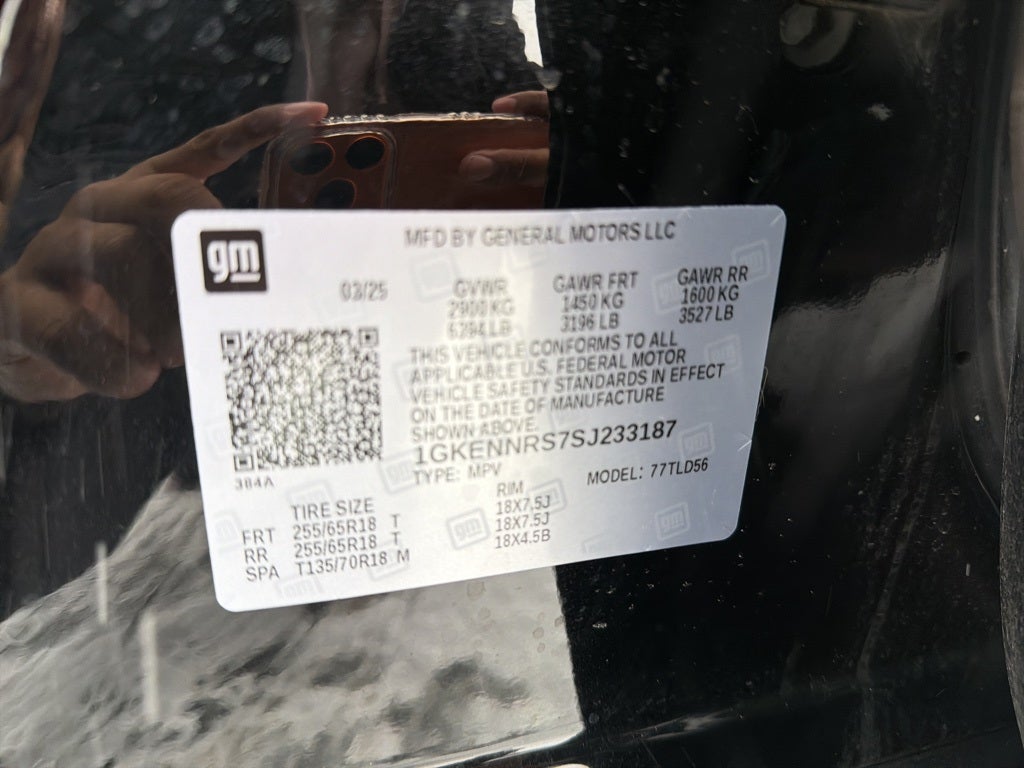 gm
MFD BY GENERAL MOTORS LLC
03/25
GVWR GAWR FRT GAWR RR
2900 KG 1450 KG 1600 KG
6394 LB 3196 LB 3527 LB
THIS VEHICLE CONFORMS TO ALL
APPLICABLE U.S. FEDERAL MOTOR
VEHICLE SAFETY STANDARDS IN EFFECT
ON THE DATE OF MANUFACTURE
SHOWN ABOVE.
1GKENNRS7SJ233187
TYPE: MPV MODEL: 77TLD56
384A
TIRE SIZE RIM
FRT 255/65R18 T 18X7.5J
RR 255/65R18 T 18X7.5J
SPA T135/70R18 M 18X4.5B